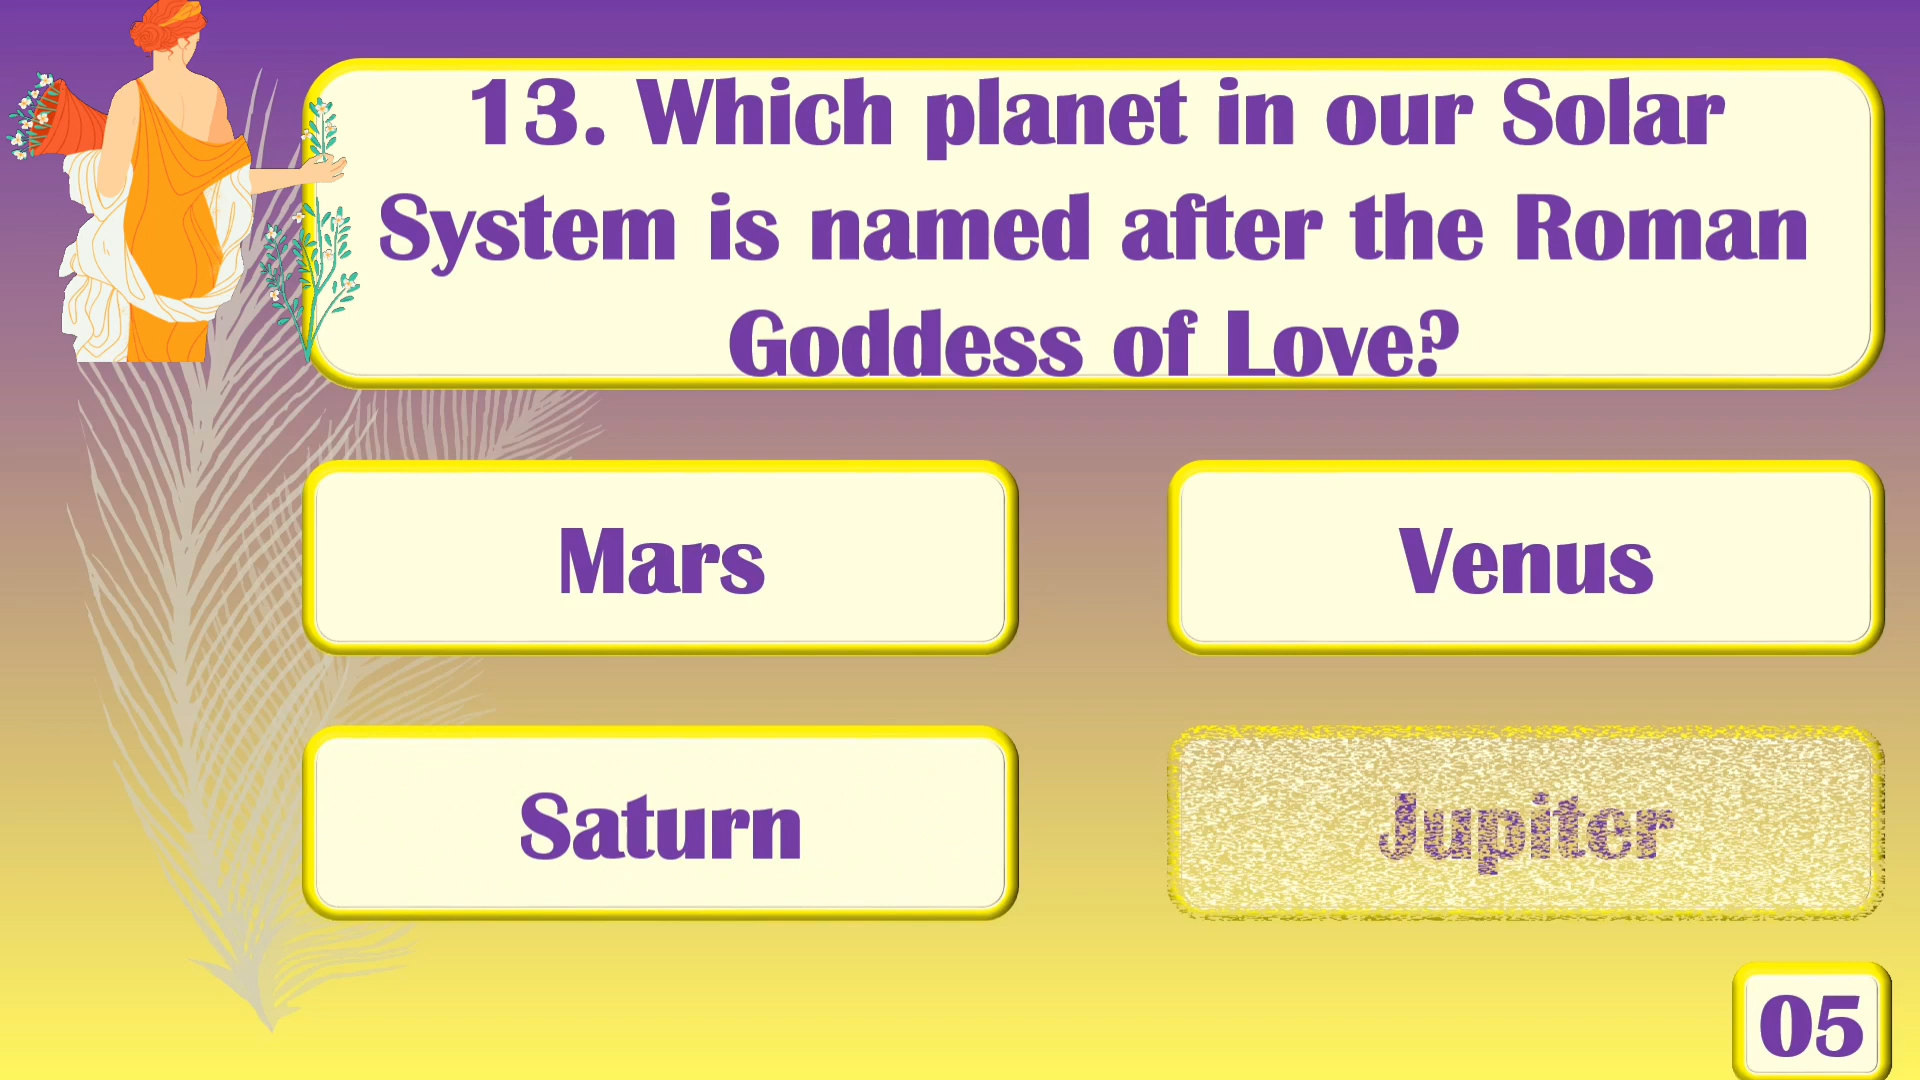 13. Which planet in our Solar
System is named after the Roman
Goddess of Love?
Mars
Venus
Saturn
Jupiter
05